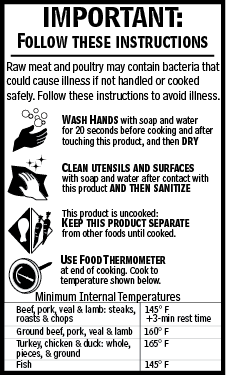 IMPORTANT:
FOLLOW THESE INSTRUCTIONS
Raw meat and poultry may contain bacteria that
could cause illness if not handled or cooked
safely. Follow these instructions to avoid illness.
WASH HANDS with soap and water
for 20 seconds before cooking and after
touching this product, and then DRY
CLEAN UTENSILS AND SURFACES
with soap and water after contact with
this product AND THEN SANITIZE
This product is uncooked:
KEEP THIS PRODUCT SEPARATE
from other foods until cooked.
USE FOOD THERMOMETER
at end of cooking. Cook to
temperature shown below.
Minimum Internal Temperatures
Beef, pork, veal & lamb: steaks, 145° F
roasts & chops +3-min rest time
Ground beef, pork, veal & lamb 160° F
Turkey, chicken & duck: whole, 165° F
pieces, & ground
Fish 145° F